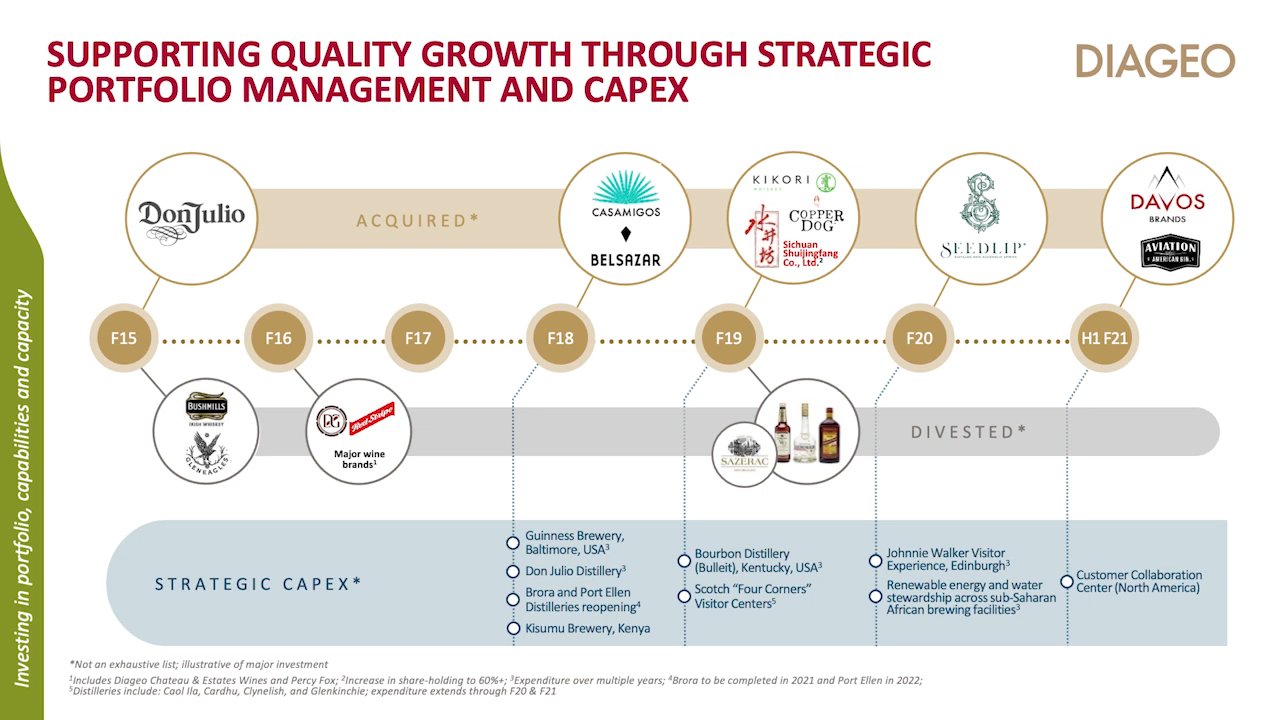 SUPPORTING QUALITY GROWTH THROUGH STRATEGIC
PORTFOLIO MANAGEMENT AND CAPEX
DIAGEO
Investing in portfolio, capabilities and capacity
Don Julio
ACQUIRED*
CASAMIGOS
BELSAZAR
KIKORI
WHISKEY
水井坊
COPPER
DOG
Sichuan
Shuijingfang
Co., Ltd.²
SEEDLIP
DAVOS
BRANDS
AVIATION
AMERICAN GIN
F15
F16
F17
F18
F19
F20
H1 F21
BUSHMILLS
IRISH WHISKEY
GLENEAGLES
DG
Red Stripe
Major wine
brands¹
SAZERAC
DIVESTED*
STRATEGIC CAPEX*
Guinness Brewery,
Baltimore, USA³
Don Julio Distillery³
Brora and Port Ellen
Distilleries reopening⁴
Kisumu Brewery, Kenya
Bourbon Distillery
(Bulleit), Kentucky, USA³
Scotch “Four Corners”
Visitor Centers⁵
Johnnie Walker Visitor
Experience, Edinburgh³
Renewable energy and water
stewardship across sub-Saharan
African brewing facilities³
Customer Collaboration
Center (North America)
*Not an exhaustive list; illustrative of major investment
¹Includes Diageo Chateau & Estates Wines and Percy Fox; ²Increase in share-holding to 60%+; ³Expenditure over multiple years; ⁴Brora to be completed in 2021 and Port Ellen in 2022;
⁵Distilleries include: Caol Ila, Cardhu, Clynelish, and Glenkinchie; expenditure extends through F20 & F21